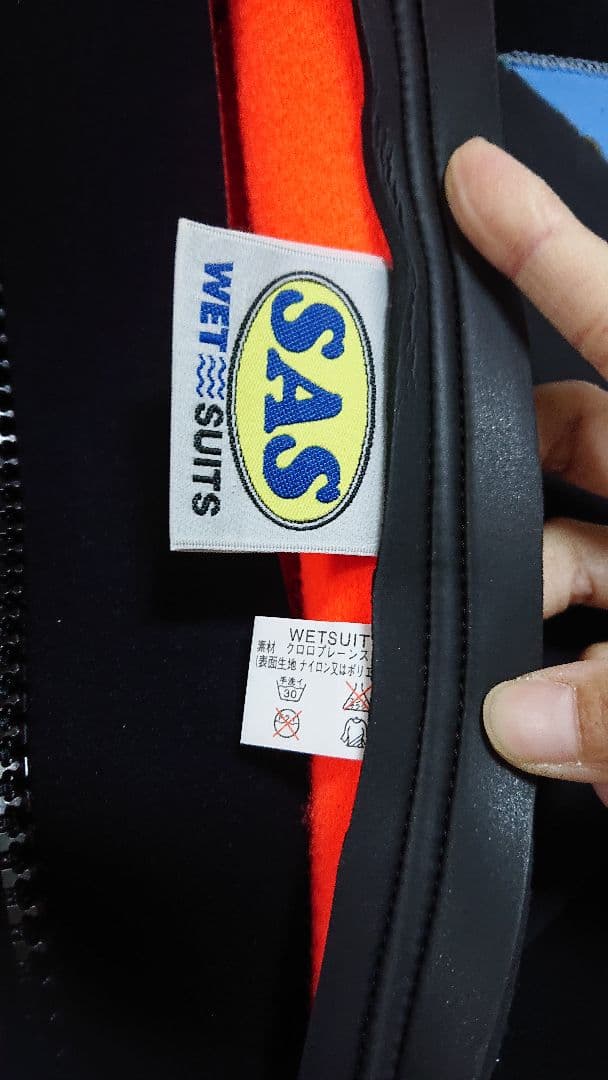 SAS
WET SUITS
WETSUIT
素材 クロロプレーンス
(表面生地 ナイロン又はポリエ
手洗イ
30